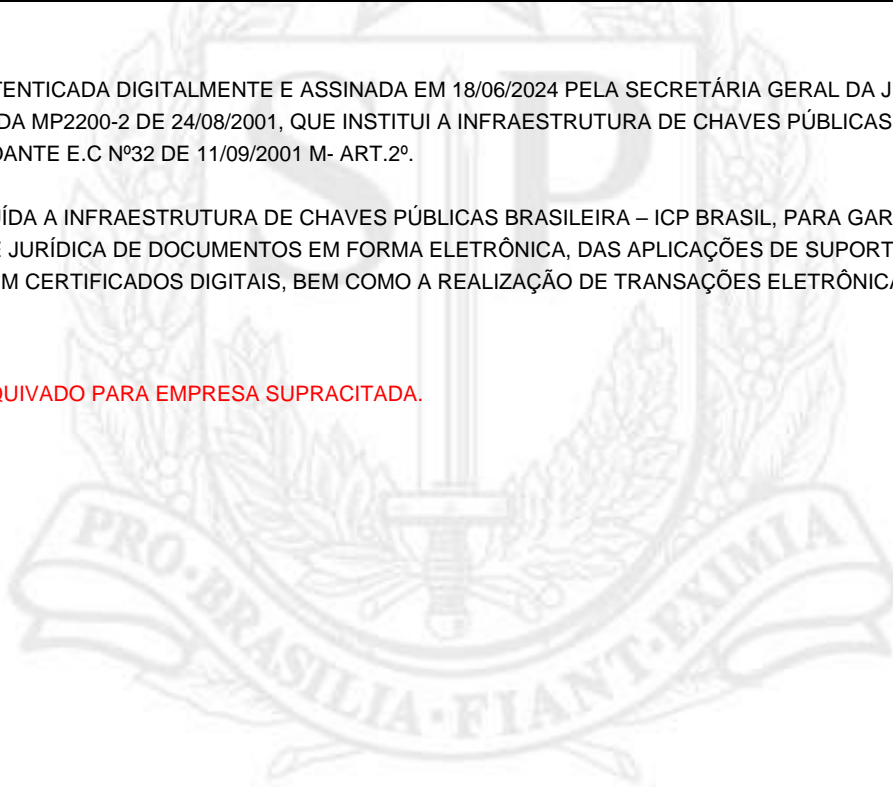 TENTICADA DIGITALMENTE E ASSINADA EM 18/06/2024 PELA SECRETÁRIA GERAL DA J
DA MP2200-2 DE 24/08/2001, QUE INSTITUI A INFRAESTRUTURA DE CHAVES PÚBLICAS
DANTE E.C Nº32 DE 11/09/2001 M- ART.2º.
UÍDA A INFRAESTRUTURA DE CHAVES PÚBLICAS BRASILEIRA – ICP BRASIL, PARA GAR
E JURÍDICA DE DOCUMENTOS EM FORMA ELETRÔNICA, DAS APLICAÇÕES DE SUPORT
M CERTIFICADOS DIGITAIS, BEM COMO A REALIZAÇÃO DE TRANSAÇÕES ELETRÔNICA
QUIVADO PARA EMPRESA SUPRACITADA.
SP
PRO·BRASILIA·FIANT·EXIMIA